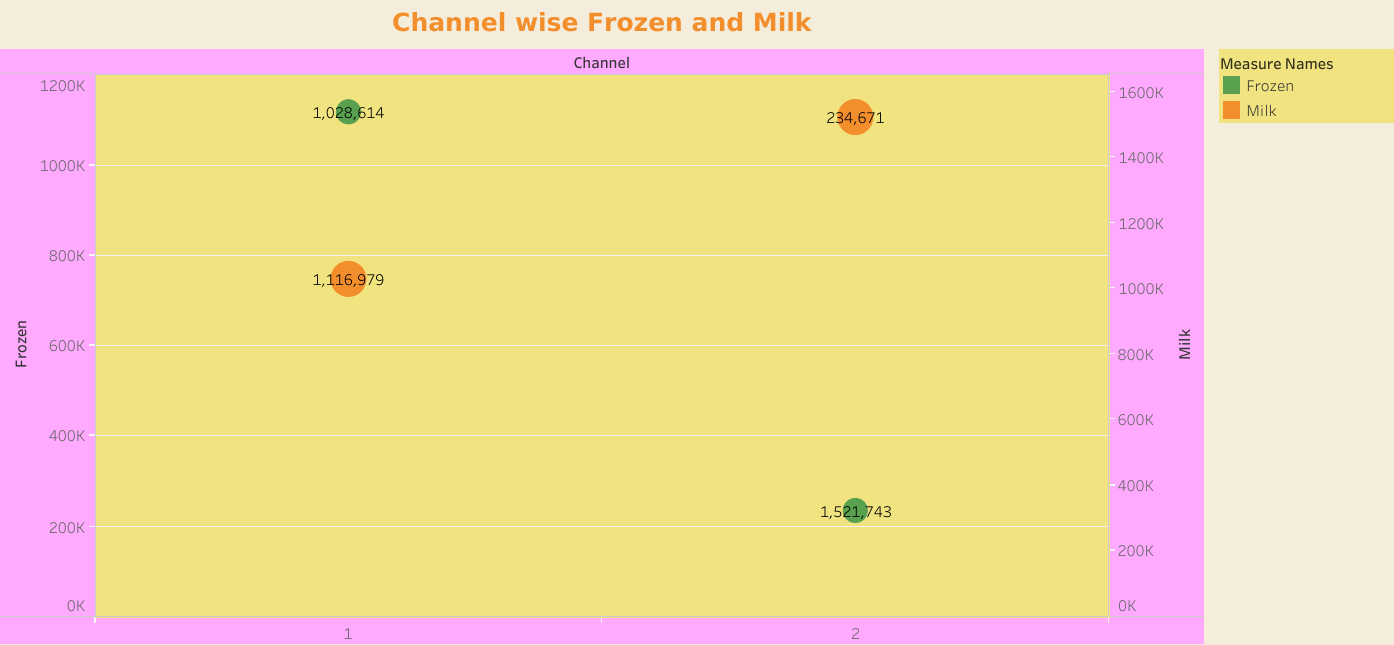 Channel wise Frozen and Milk
Channel
Measure Names
Frozen
Milk
1200K
1000K
800K
600K
400K
200K
0K
Frozen
1,028,614
234,671
1,116,979
1,521,743
1600K
1400K
1200K
1000K
800K
600K
400K
200K
0K
Milk
1
2